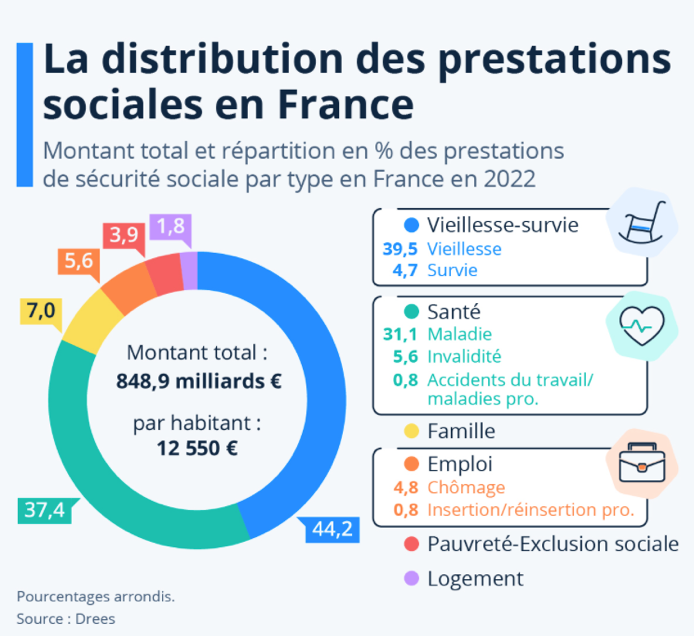 La distribution des prestations
sociales en France
Montant total et répartition en % des prestations
de sécurité sociale par type en France en 2022
1,8
3,9
5,6
7,0
37,4
44,2
Montant total :
848,9 milliards €
par habitant :
12 550 €
Vieillesse-survie
39,5 Vieillesse
4,7 Survie
Santé
31,1 Maladie
5,6 Invalidité
0,8 Accidents du travail/
maladies pro.
Famille
Emploi
4,8 Chômage
0,8 Insertion/réinsertion pro.
Pauvreté-Exclusion sociale
Logement
Pourcentages arrondis.
Source : Drees